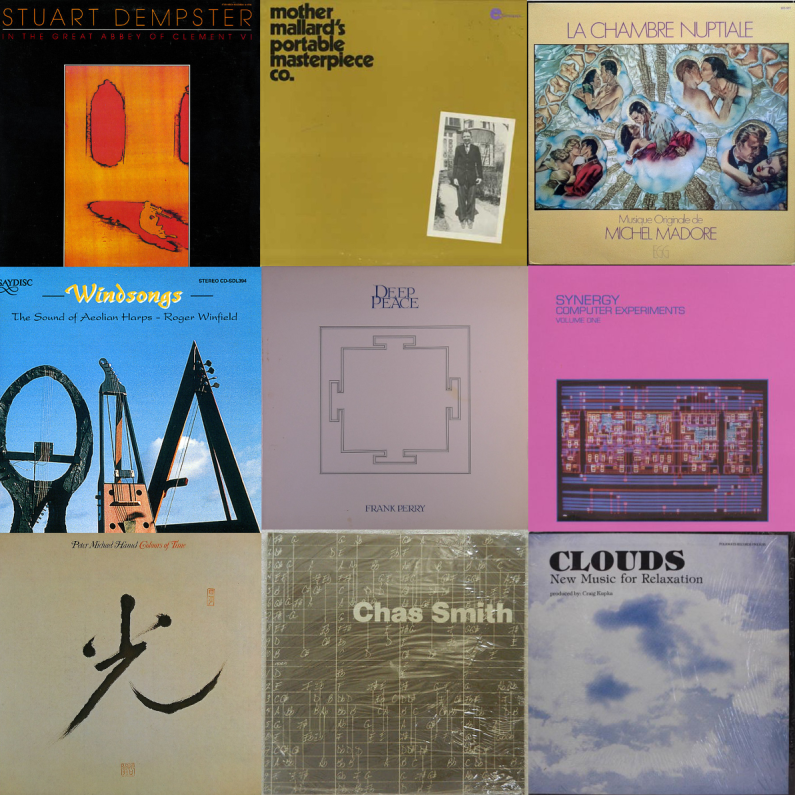 STUART DEMPSTER
IN THE GREAT ABBEY OF CLEMENT VI
mother
mallard's
portable
masterpiece
co.
LA CHAMBRE NUPTIALE
Musique Originale de
MICHEL MADORE
SAYDISC
STEREO CD-SDL394
Windsongs
The Sound of Aeolian Harps - Roger Winfield
DEEP
PEACE
FRANK PERRY
SYNERGY
COMPUTER EXPERIMENTS
VOLUME ONE
Peter Michael Hamel Colours of Time
光
Chas Smith
CLOUDS
New Music for Relaxation
produced by: Craig Kupka